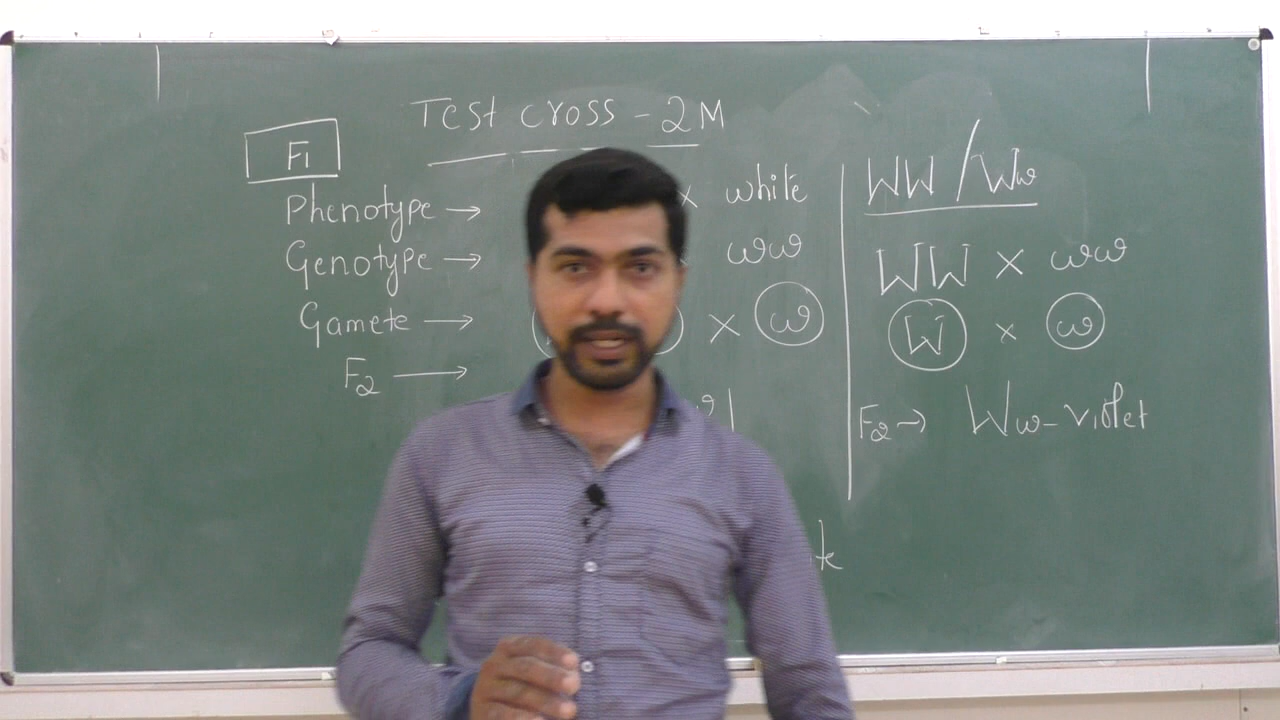 Test cross - 2M
F1
Phenotype → x white
Genotype → ww
Gamete → x w
F2 →
WW / Ww
WW x ww
W x w
F2 → Ww - violet